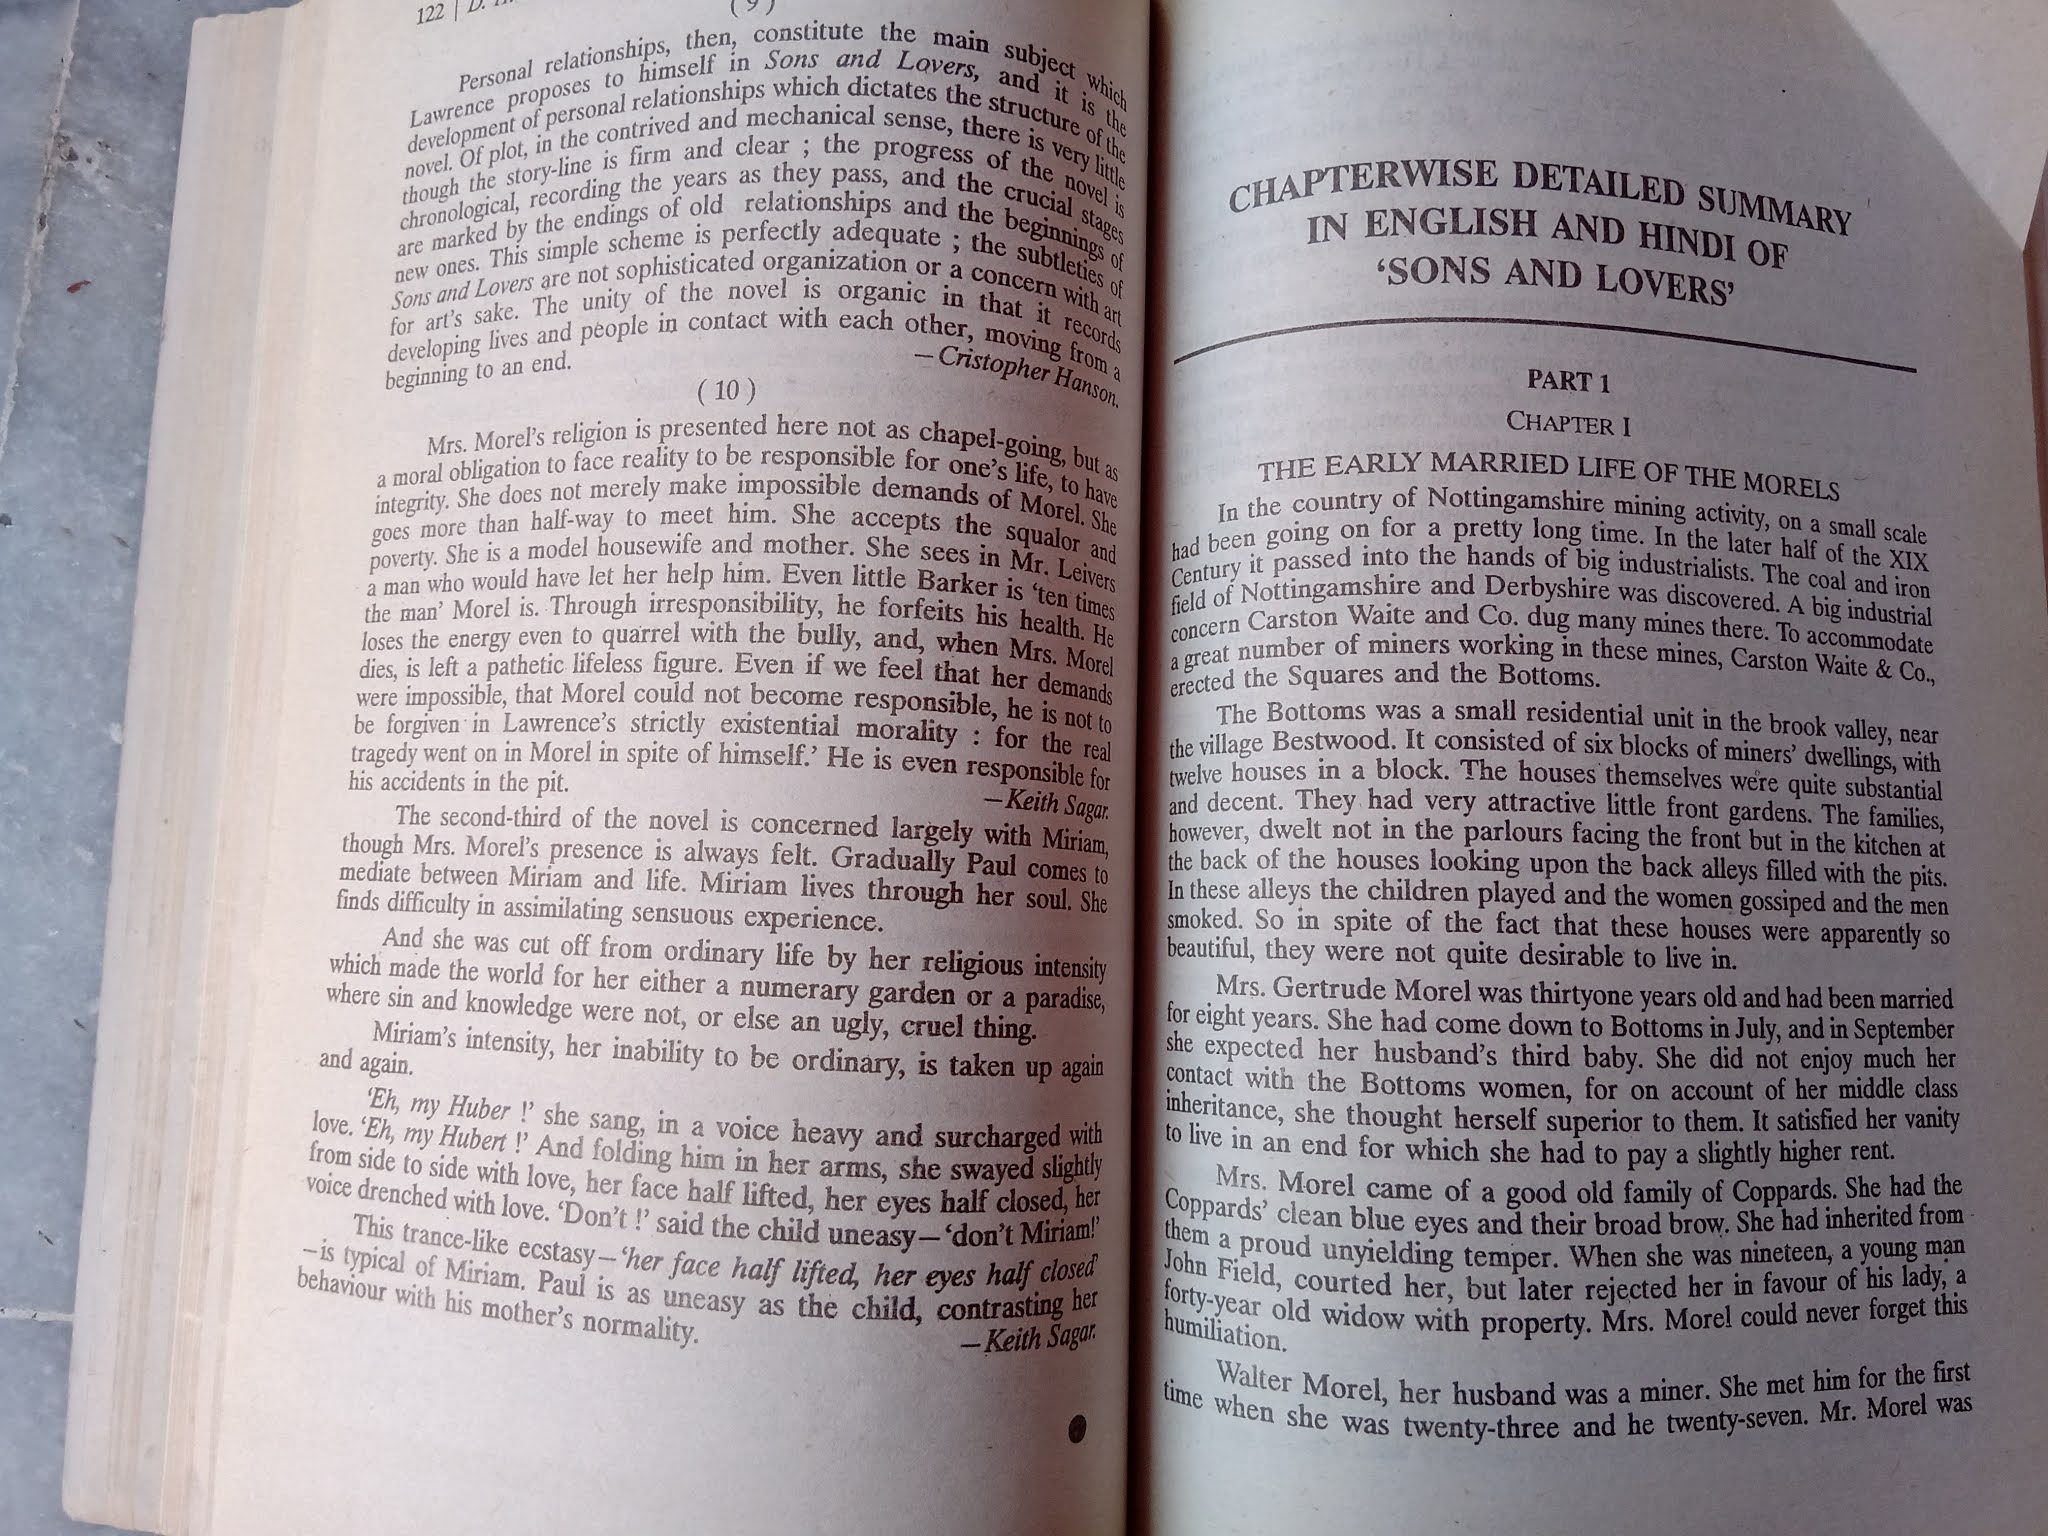 122 | D.
(9)
Personal relationships, then, constitute the main subject which
Lawrence proposes to himself in Sons and Lovers, and it is the
development of personal relationships which dictates the structure of the
novel. Of plot, in the contrived and mechanical sense, there is very little
though the story-line is firm and clear ; the progress of the novel is
chronological, recording the years as they pass, and the crucial stages
are marked by the endings of old relationships and the beginnings of
new ones. This simple scheme is perfectly adequate ; the subtleties of
Sons and Lovers are not sophisticated organization or a concern with art
for art's sake. The unity of the novel is organic in that it records
developing lives and people in contact with each other, moving from a
beginning to an end.
—Cristopher Hanson.
( 10 )
Mrs. Morel's religion is presented here not as chapel-going, but as
a moral obligation to face reality to be responsible for one's life, to have
integrity. She does not merely make impossible demands of Morel. She
goes more than half-way to meet him. She accepts the squalor and
poverty. She is a model housewife and mother. She sees in Mr. Leivers
a man who would have let her help him. Even little Barker is 'ten times
the man' Morel is. Through irresponsibility, he forfeits his health. He
loses the energy even to quarrel with the bully, and, when Mrs. Morel
dies, is left a pathetic lifeless figure. Even if we feel that her demands
were impossible, that Morel could not become responsible, he is not to
be forgiven in Lawrence's strictly existential morality : for the real
tragedy went on in Morel in spite of himself.' He is even responsible for
his accidents in the pit.
—Keith Sagar.
The second-third of the novel is concerned largely with Miriam,
though Mrs. Morel's presence is always felt. Gradually Paul comes to
mediate between Miriam and life. Miriam lives through her soul. She
finds difficulty in assimilating sensuous experience.
And she was cut off from ordinary life by her religious intensity
which made the world for her either a numerary garden or a paradise,
where sin and knowledge were not, or else an ugly, cruel thing.
Miriam's intensity, her inability to be ordinary, is taken up again
and again.
'Eh, my Huber !' she sang, in a voice heavy and surcharged with
love. 'Eh, my Hubert !' And folding him in her arms, she swayed slightly
from side to side with love, her face half lifted, her eyes half closed, her
voice drenched with love. 'Don't !' said the child uneasy—'don't Miriam!'
This trance-like ecstasy—'her face half lifted, her eyes half closed'
—is typical of Miriam. Paul is as uneasy as the child, contrasting her
behaviour with his mother's normality.
—Keith Sagar.
CHAPTERWISE DETAILED SUMMARY
IN ENGLISH AND HINDI OF
'SONS AND LOVERS'
PART 1
CHAPTER I
THE EARLY MARRIED LIFE OF THE MORELS
In the country of Nottingamshire mining activity, on a small scale
had been going on for a pretty long time. In the later half of the XIX
Century it passed into the hands of big industrialists. The coal and iron
field of Nottingamshire and Derbyshire was discovered. A big industrial
concern Carston Waite and Co. dug many mines there. To accommodate
a great number of miners working in these mines, Carston Waite & Co.,
erected the Squares and the Bottoms.
The Bottoms was a small residential unit in the brook valley, near
the village Bestwood. It consisted of six blocks of miners' dwellings, with
twelve houses in a block. The houses themselves were quite substantial
and decent. They had very attractive little front gardens. The families,
however, dwelt not in the parlours facing the front but in the kitchen at
the back of the houses looking upon the back alleys filled with the pits.
In these alleys the children played and the women gossiped and the men
smoked. So in spite of the fact that these houses were apparently so
beautiful, they were not quite desirable to live in.
Mrs. Gertrude Morel was thirtyone years old and had been married
for eight years. She had come down to Bottoms in July, and in September
she expected her husband's third baby. She did not enjoy much her
contact with the Bottoms women, for on account of her middle class
inheritance, she thought herself superior to them. It satisfied her vanity
to live in an end for which she had to pay a slightly higher rent.
Mrs. Morel came of a good old family of Coppards. She had the
Coppards' clean blue eyes and their broad brow. She had inherited from
them a proud unyielding temper. When she was nineteen, a young man
John Field, courted her, but later rejected her in favour of his lady, a
forty-year old widow with property. Mrs. Morel could never forget this
humiliation.
Walter Morel, her husband was a miner. She met him for the first
time when she was twenty-three and he twenty-seven. Mr. Morel was